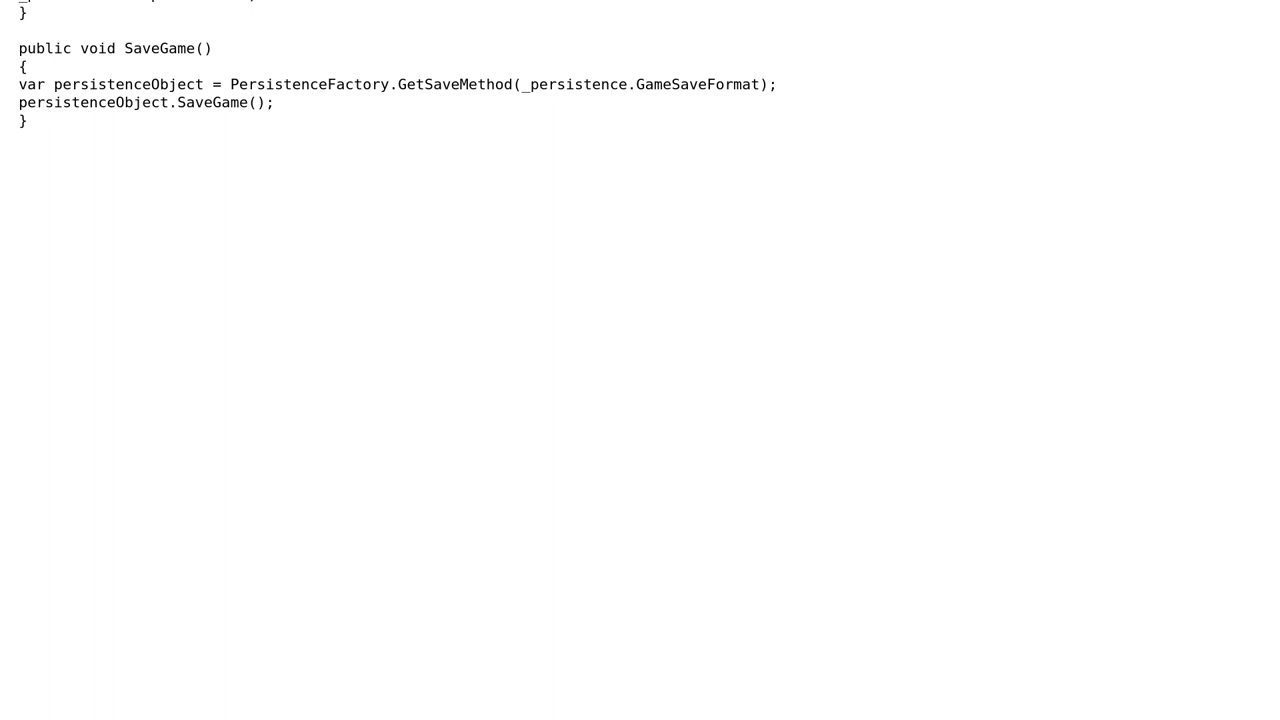 }
public void SaveGame()
{
var persistenceObject = PersistenceFactory.GetSaveMethod(_persistence.GameSaveFormat);
persistenceObject.SaveGame();
}